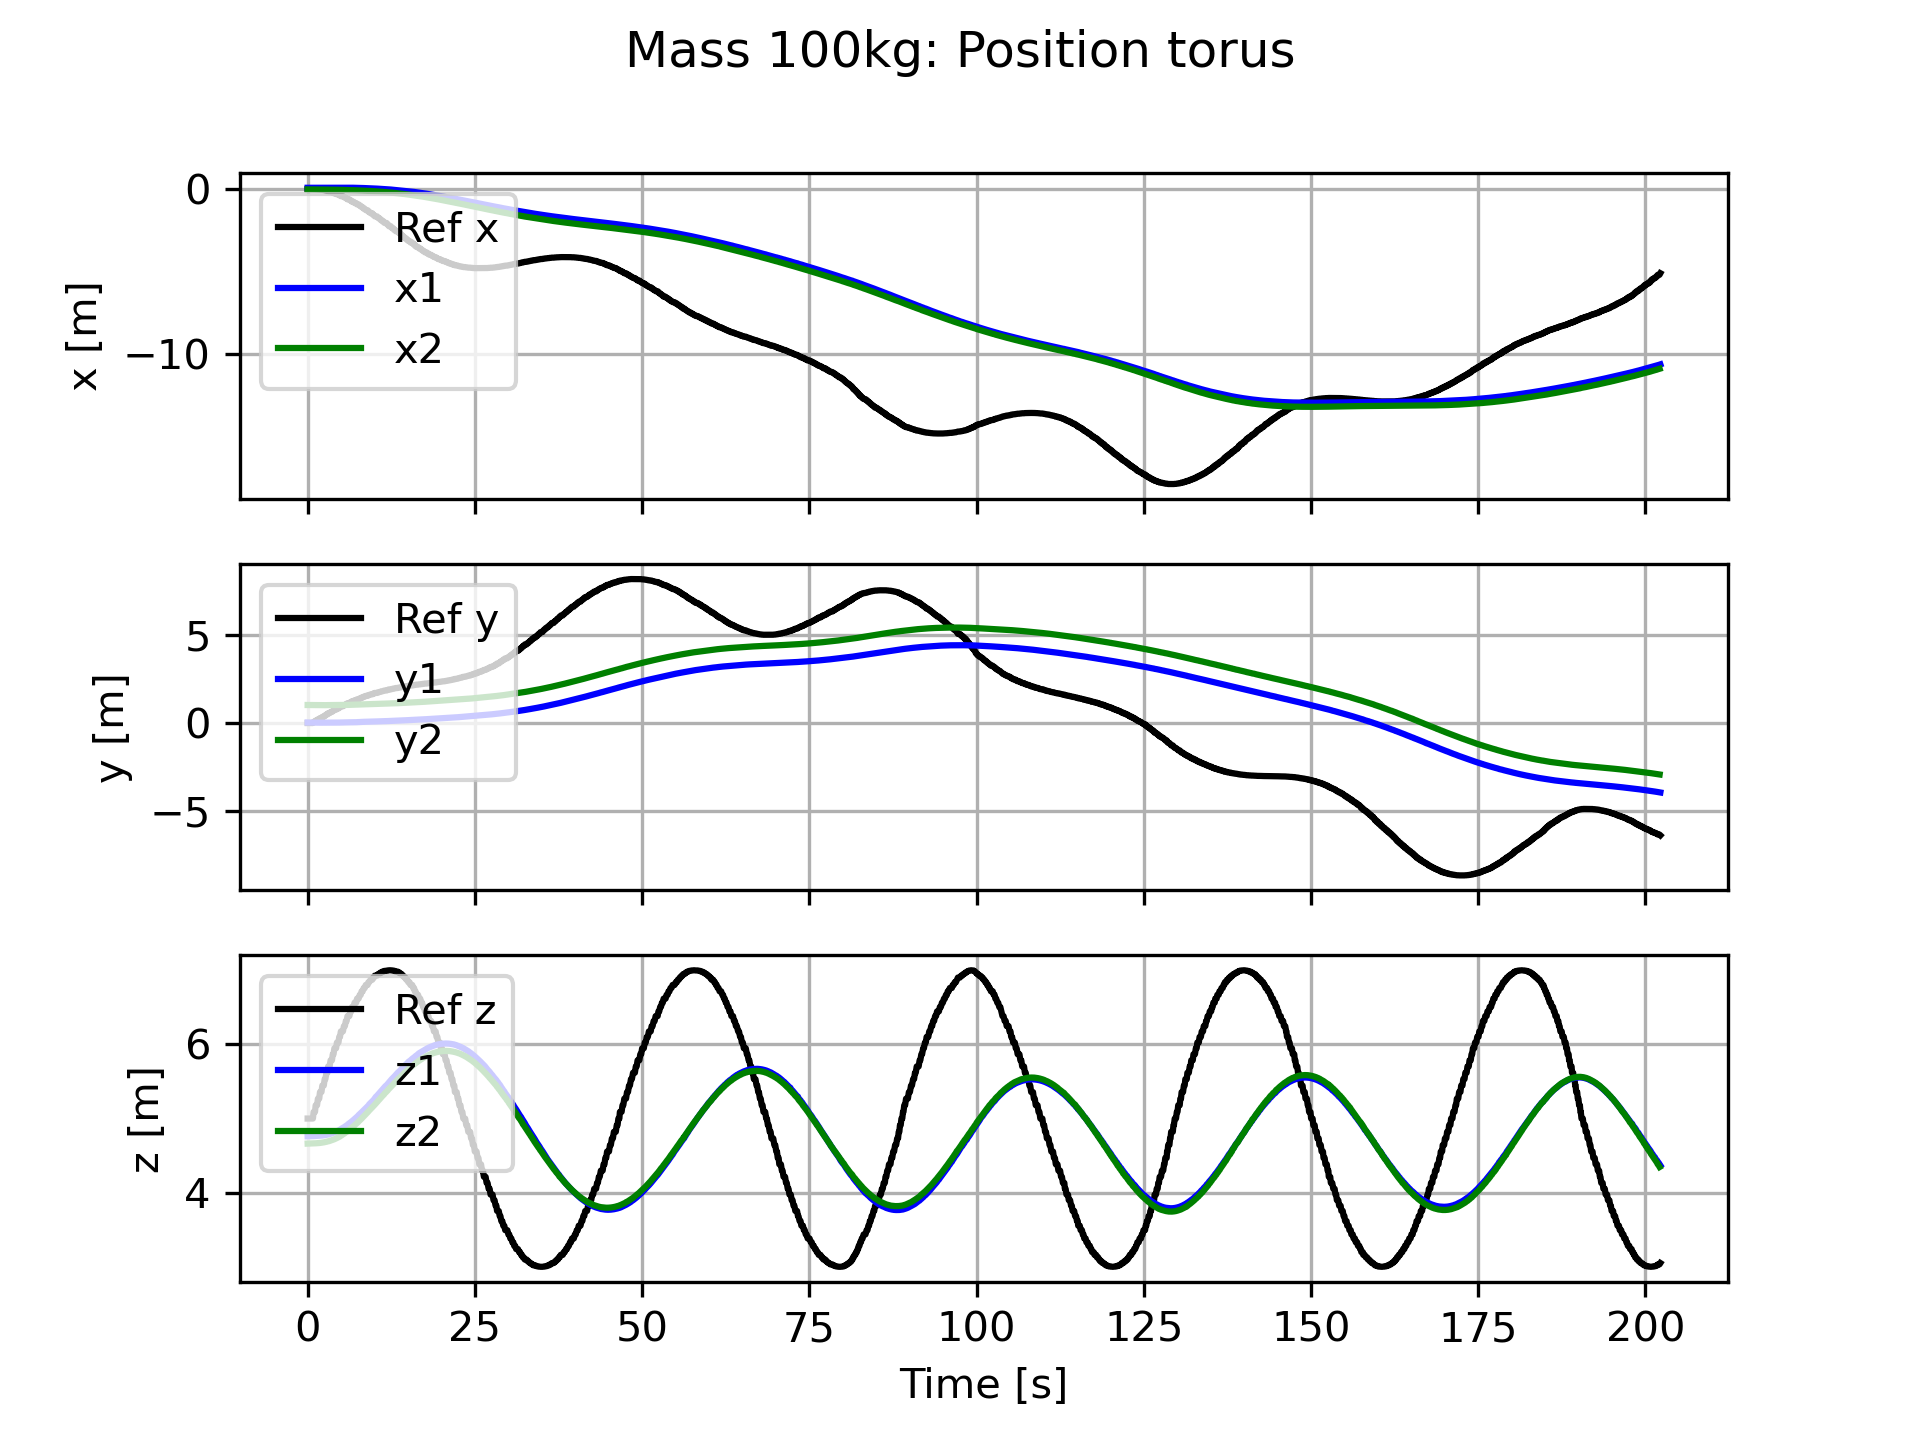 Mass 100kg: Position torus
x [m]
0
−10
Ref x
x1
x2
y [m]
5
0
−5
Ref y
y1
y2
z [m]
6
4
Ref z
z1
z2
0 25 50 75 100 125 150 175 200
Time [s]